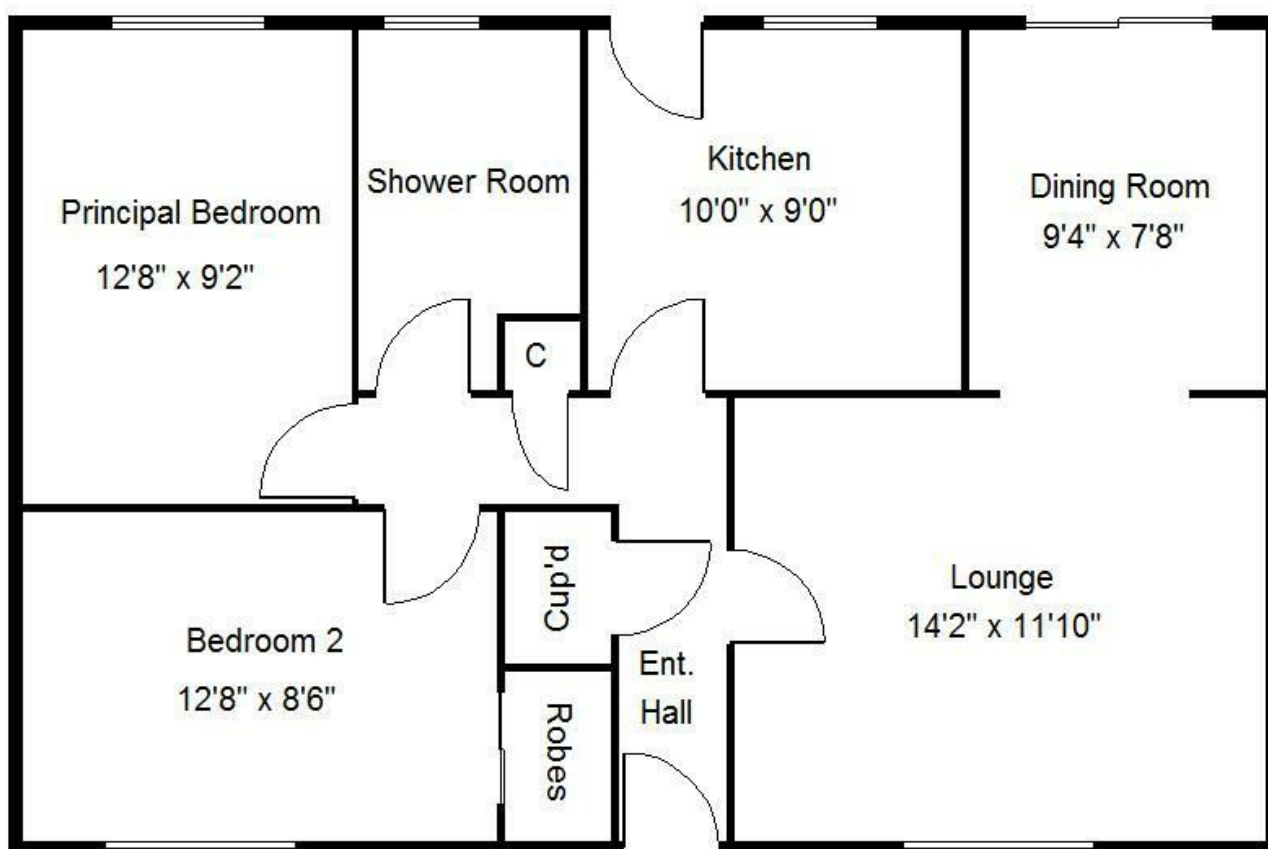 Principal Bedroom
12'8" x 9'2"
Shower Room
Kitchen
10'0" x 9'0"
Dining Room
9'4" x 7'8"
C
Bedroom 2
12'8" x 8'6"
Cup'd
Robes
Ent.
Hall
Lounge
14'2" x 11'10"